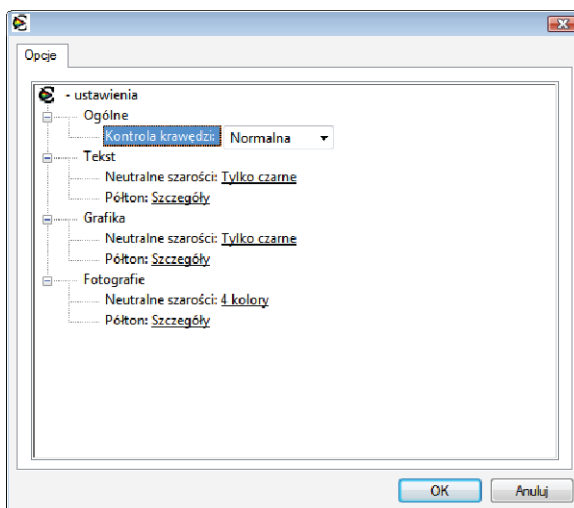 Opcje
- ustawienia
Ogólne
Kontrola krawędzi: Normalna
Tekst
Neutralne szarości: Tylko czarne
Półton: Szczegóły
Grafika
Neutralne szarości: Tylko czarne
Półton: Szczegóły
Fotografie
Neutralne szarości: 4 kolory
Półton: Szczegóły
OK Anuluj